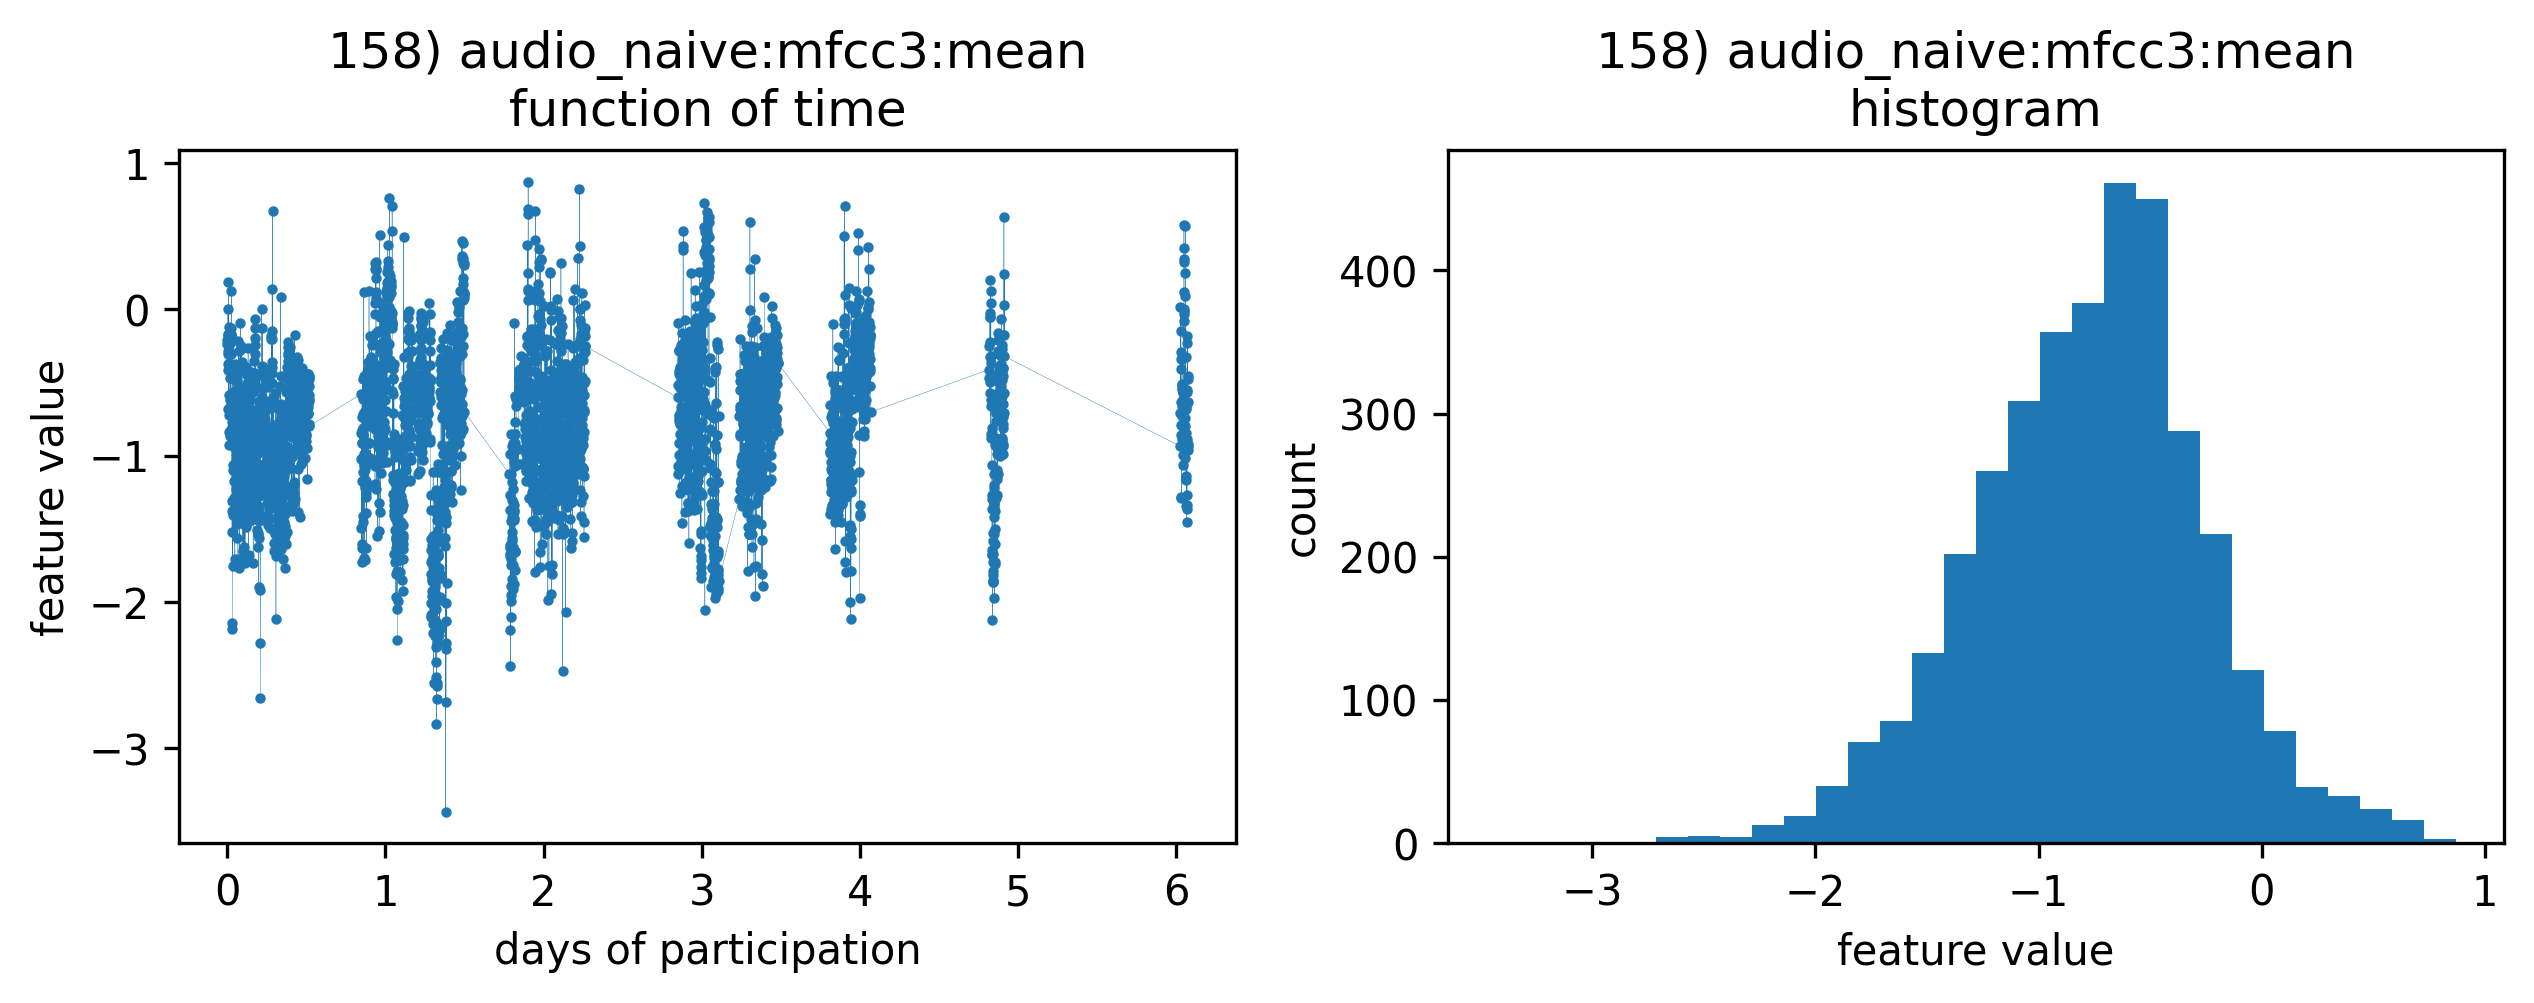 158) audio_naive:mfcc3:mean
function of time
1
0
−1
−2
−3
feature value
0 1 2 3 4 5 6
days of participation
158) audio_naive:mfcc3:mean
histogram
400
300
200
100
0
count
−3 −2 −1 0 1
feature value